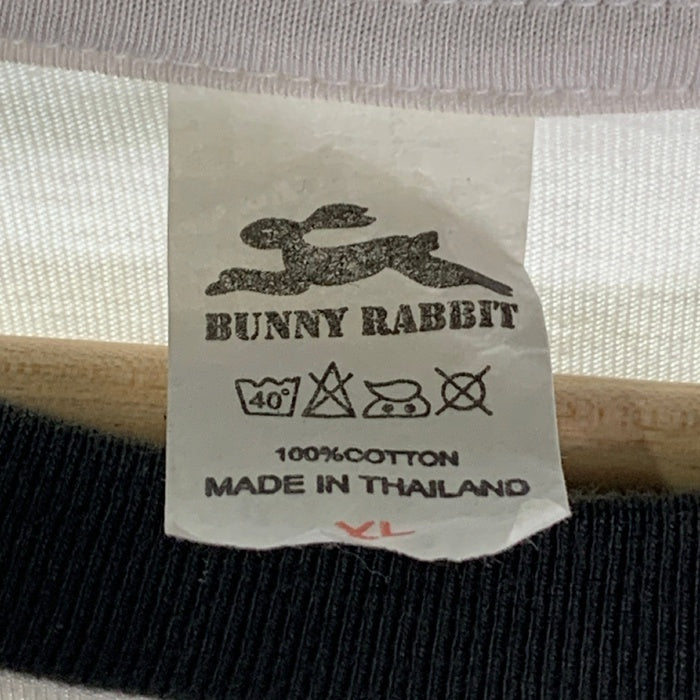 BUNNY RABBIT
40°
100%COTTON
MADE IN THAILAND
XL